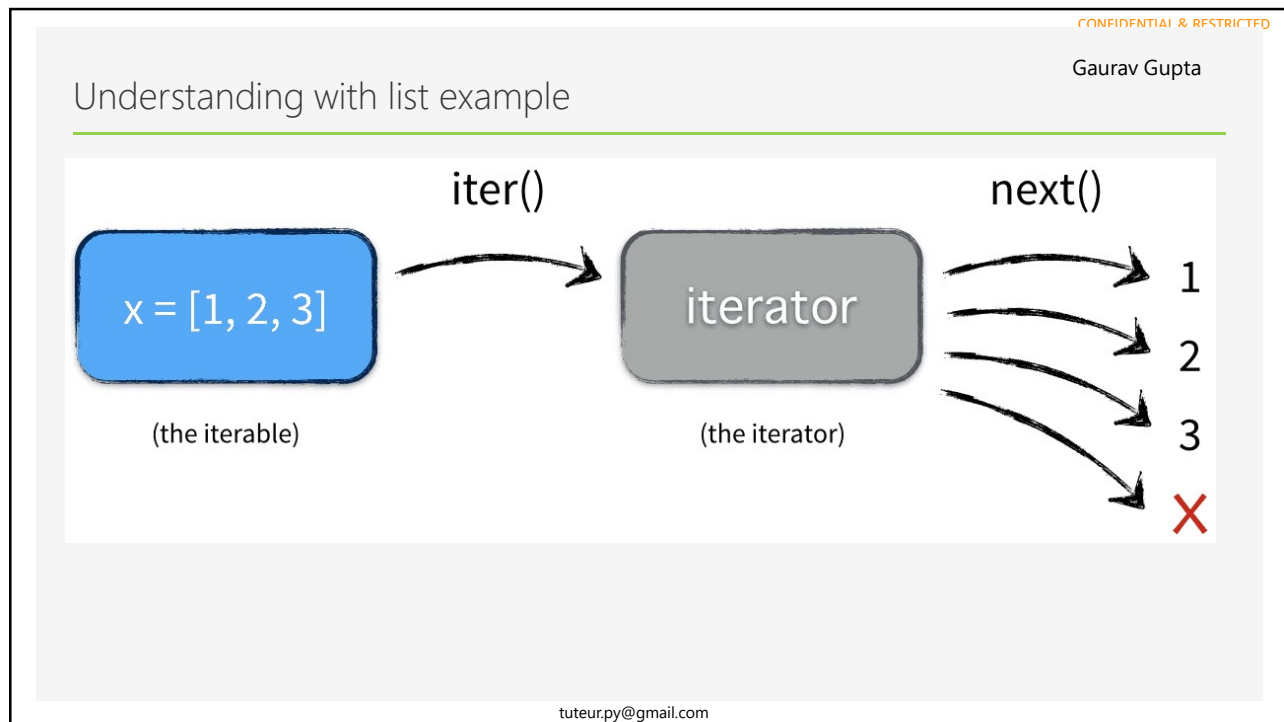 CONFIDENTIAL & RESTRICTED
Gaurav Gupta
Understanding with list example
iter()
next()
x = [1, 2, 3]
iterator
1
2
3
X
(the iterable)
(the iterator)
tuteur.py@gmail.com